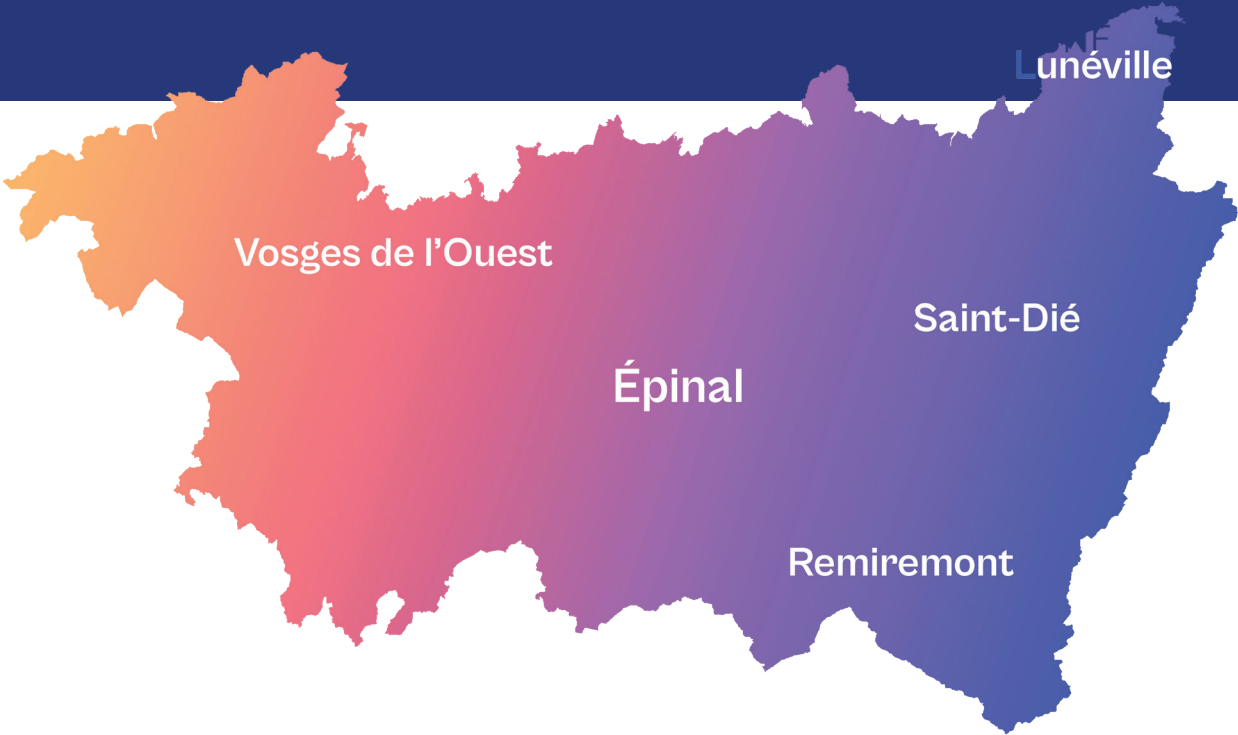 Lunéville
Vosges de l'Ouest
Saint-Dié
Épinal
Remiremont